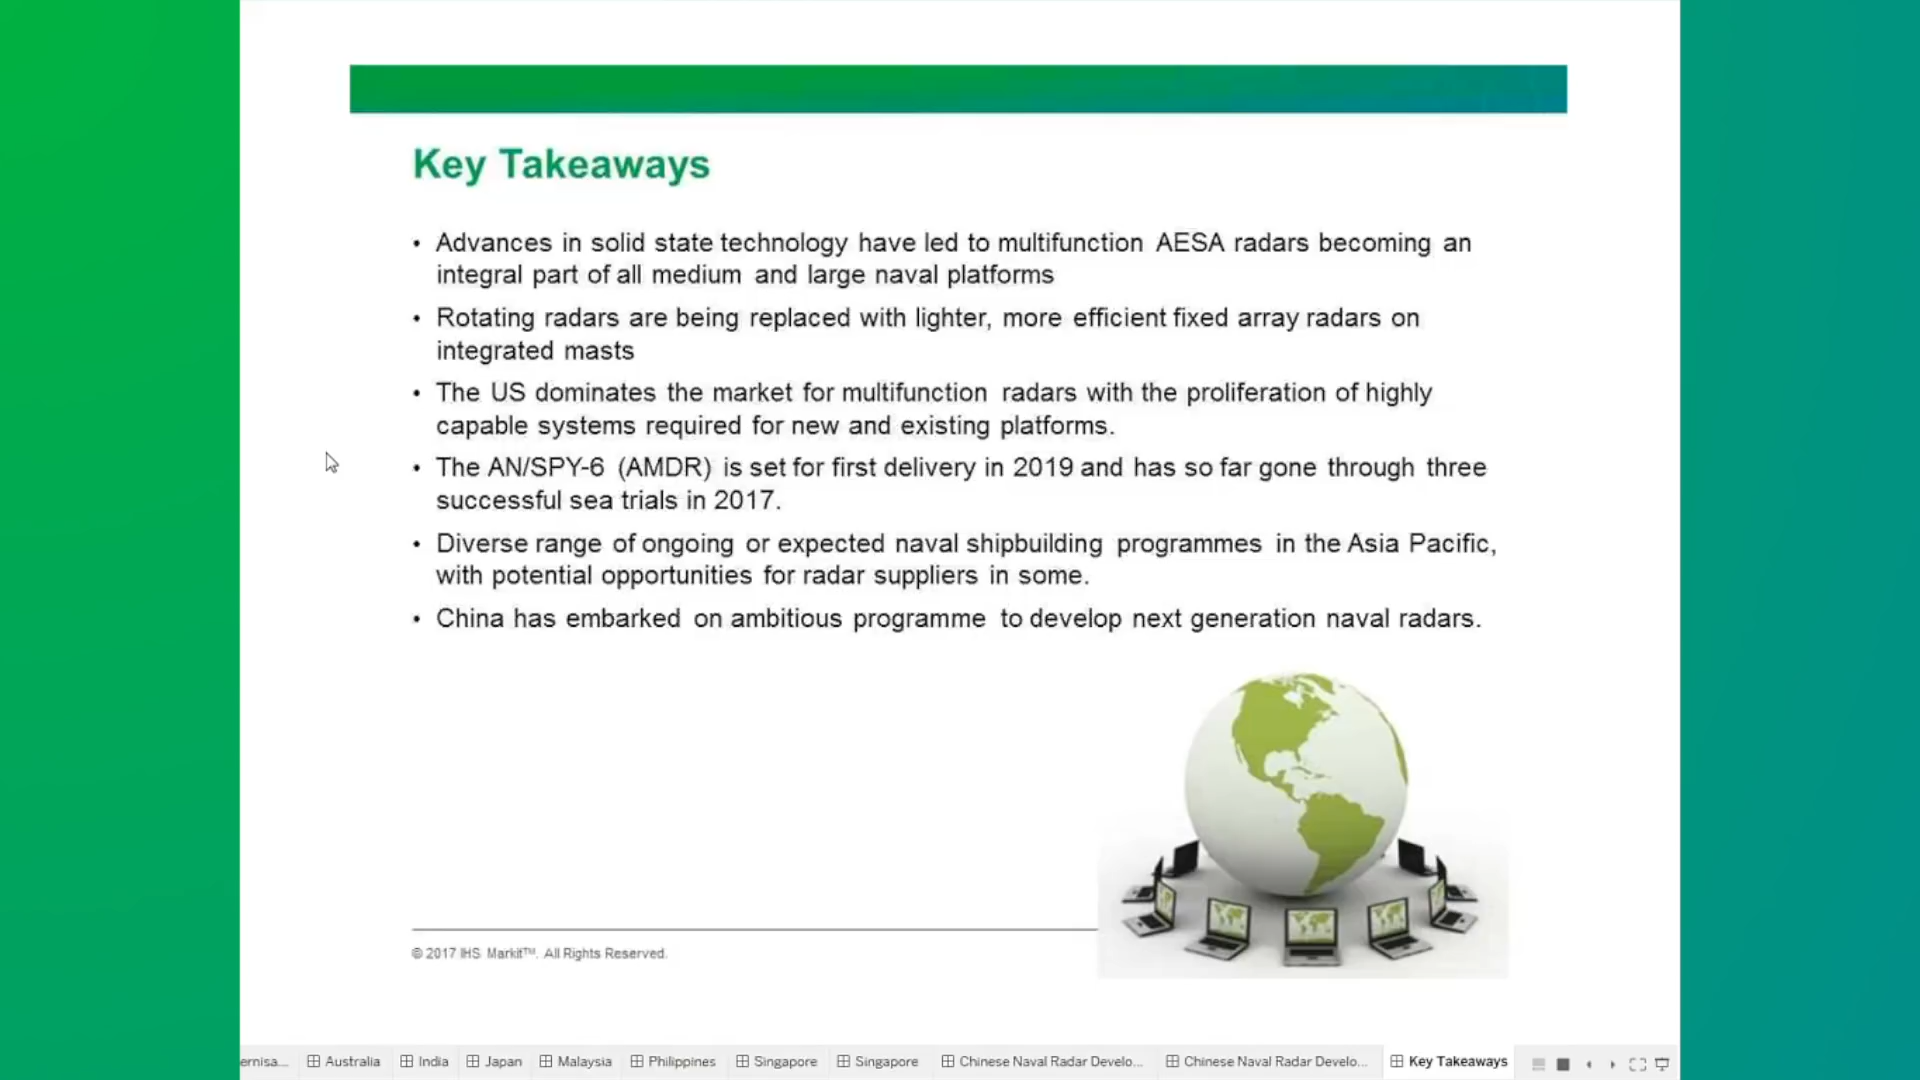 Key Takeaways
• Advances in solid state technology have led to multifunction AESA radars becoming an
integral part of all medium and large naval platforms
• Rotating radars are being replaced with lighter, more efficient fixed array radars on
integrated masts
• The US dominates the market for multifunction radars with the proliferation of highly
capable systems required for new and existing platforms.
• The AN/SPY-6 (AMDR) is set for first delivery in 2019 and has so far gone through three
successful sea trials in 2017.
• Diverse range of ongoing or expected naval shipbuilding programmes in the Asia Pacific,
with potential opportunities for radar suppliers in some.
• China has embarked on ambitious programme to develop next generation naval radars.
© 2017 IHS Markit™. All Rights Reserved.
ernisa... Australia India Japan Malaysia Philippines Singapore Singapore Chinese Naval Radar Develo... Chinese Naval Radar Develo... Key Takeaways